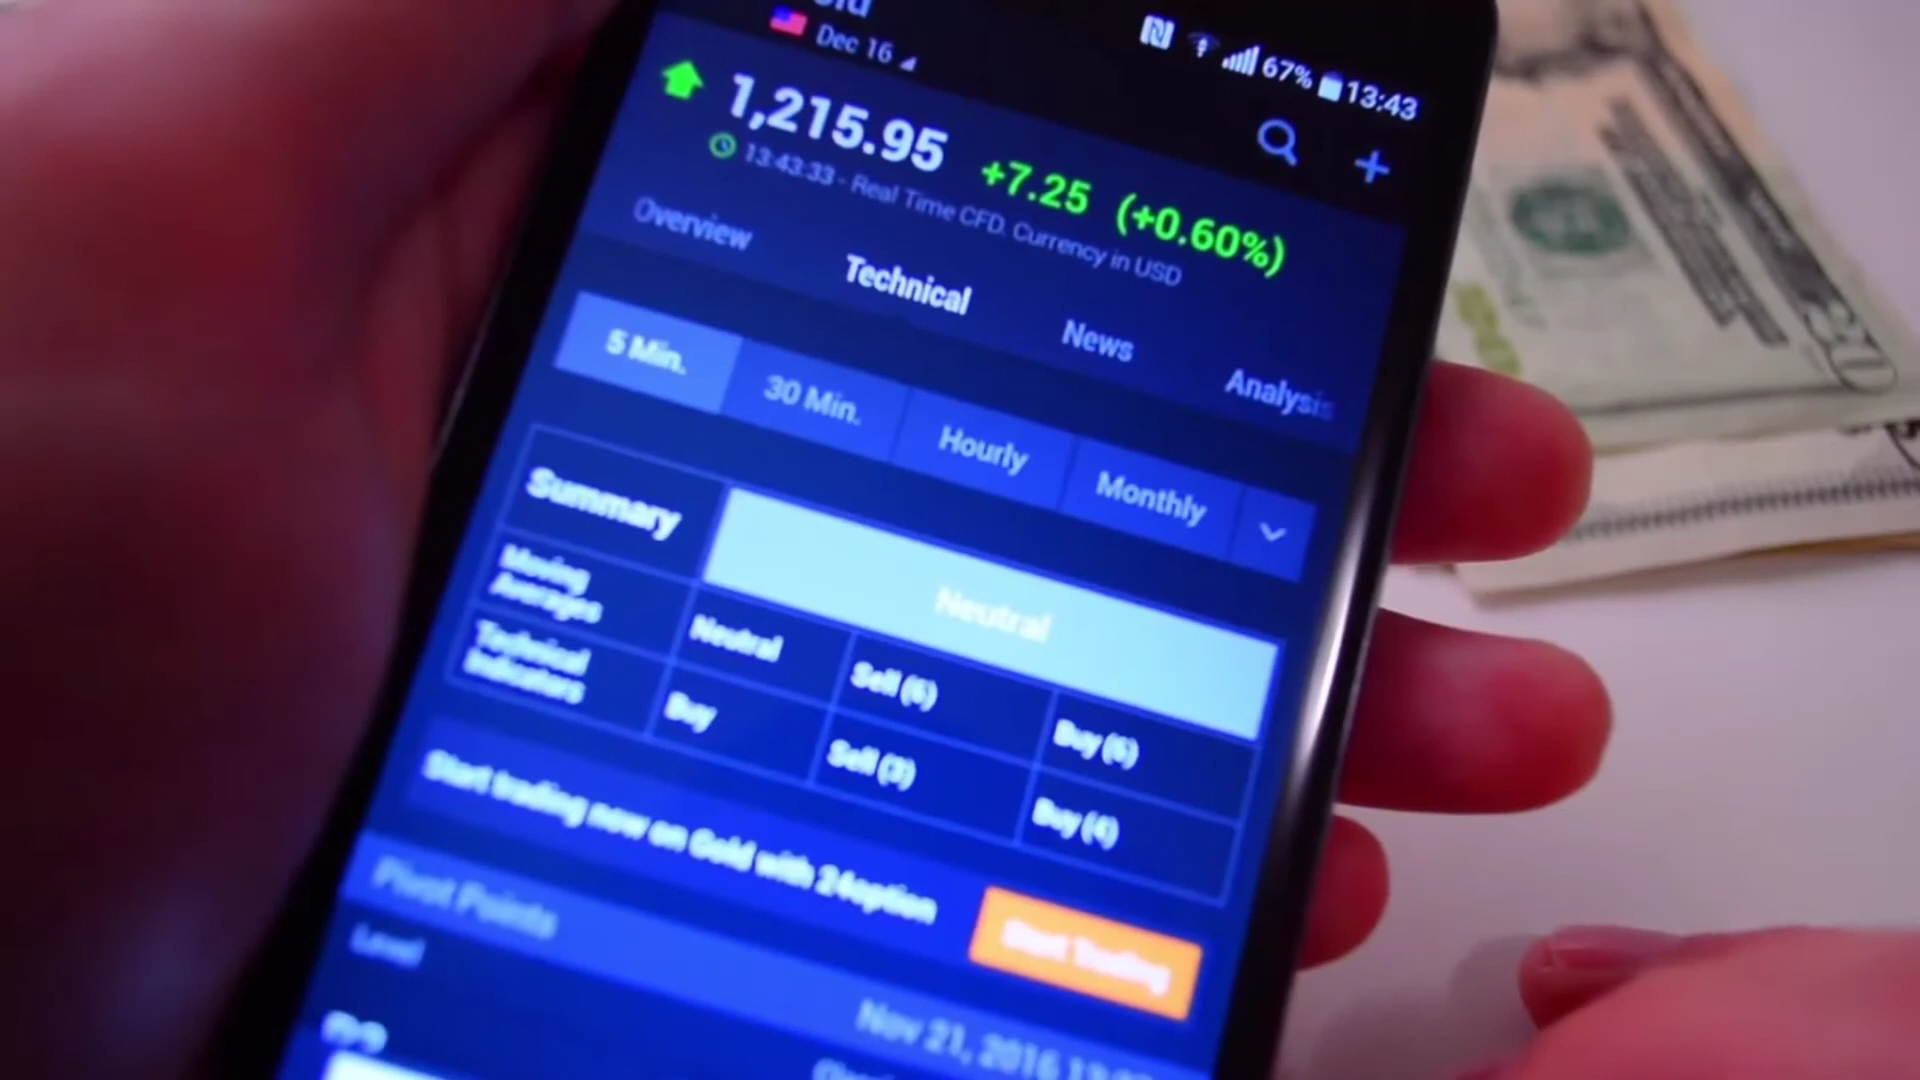 67% 13:43
Dec 16
1,215.95 +7.25 (+0.60%)
13:43:33 - Real Time CFD. Currency in USD
Overview Technical News Analysis
5 Min. 30 Min. Hourly Monthly
Summary Neutral
Moving Averages Neutral Sell (6) Buy (6)
Technical Indicators Buy Sell (3) Buy (4)
Start trading now on Gold with 24option
Start Trading
Pivot Points
Level Nov 21, 2016